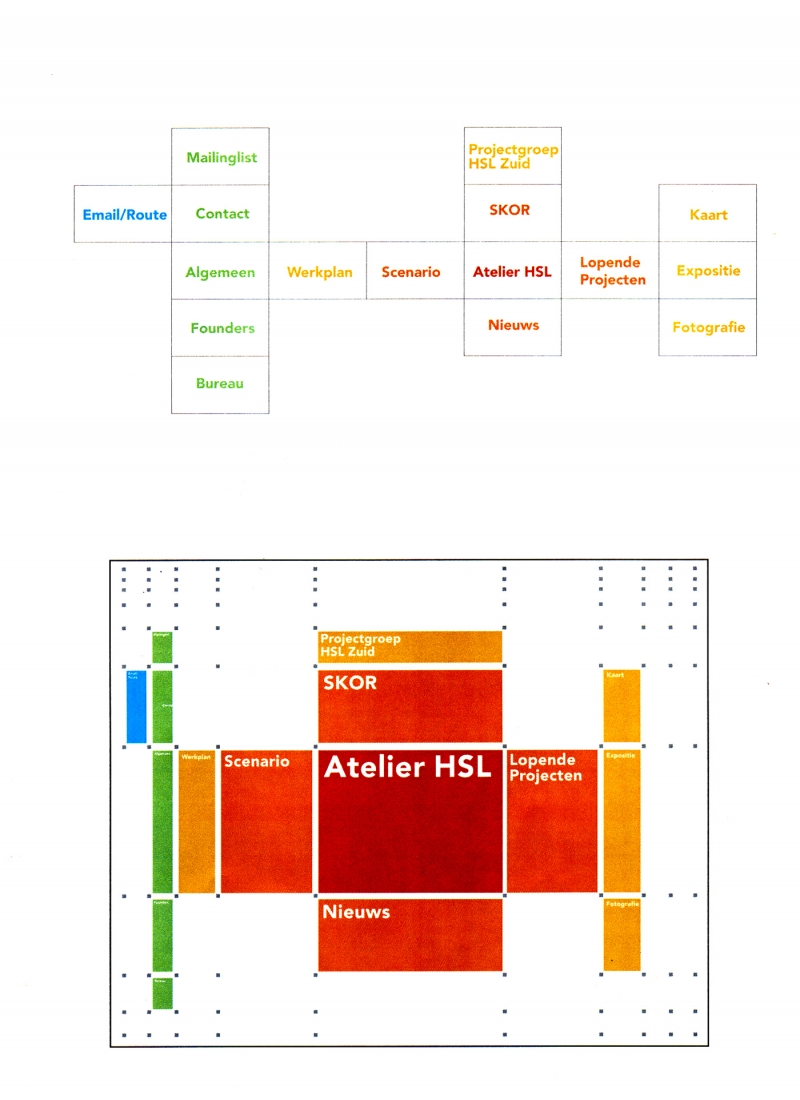 Mailinglist
Projectgroep
HSL Zuid
Email/Route
Contact
SKOR
Kaart
Algemeen
Werkplan
Scenario
Atelier HSL
Lopende
Projecten
Expositie
Founders
Nieuws
Fotografie
Bureau
Projectgroep
HSL Zuid
SKOR
Kaart
Werkplan
Scenario
Atelier HSL
Lopende
Projecten
Expositie
Nieuws
Fotografie